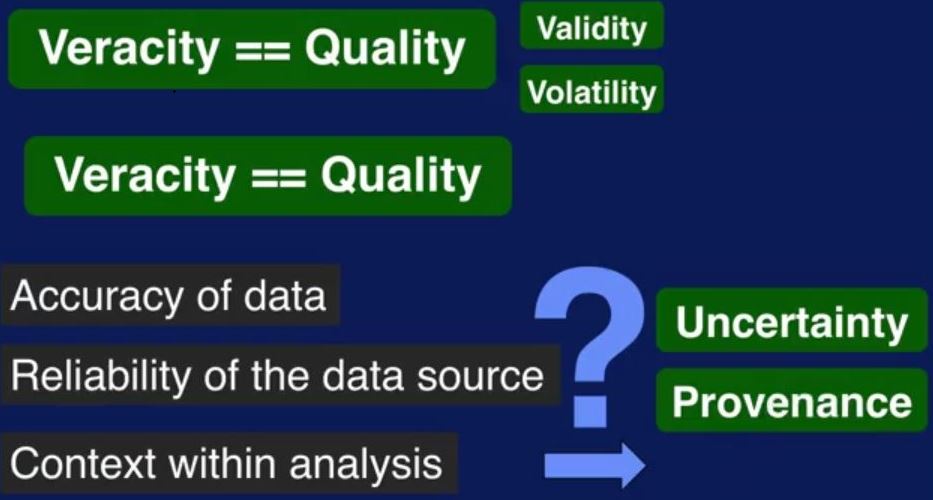 Veracity == Quality
Validity
Volatility
Veracity == Quality
Accuracy of data
Reliability of the data source
Context within analysis
?
Uncertainty
Provenance